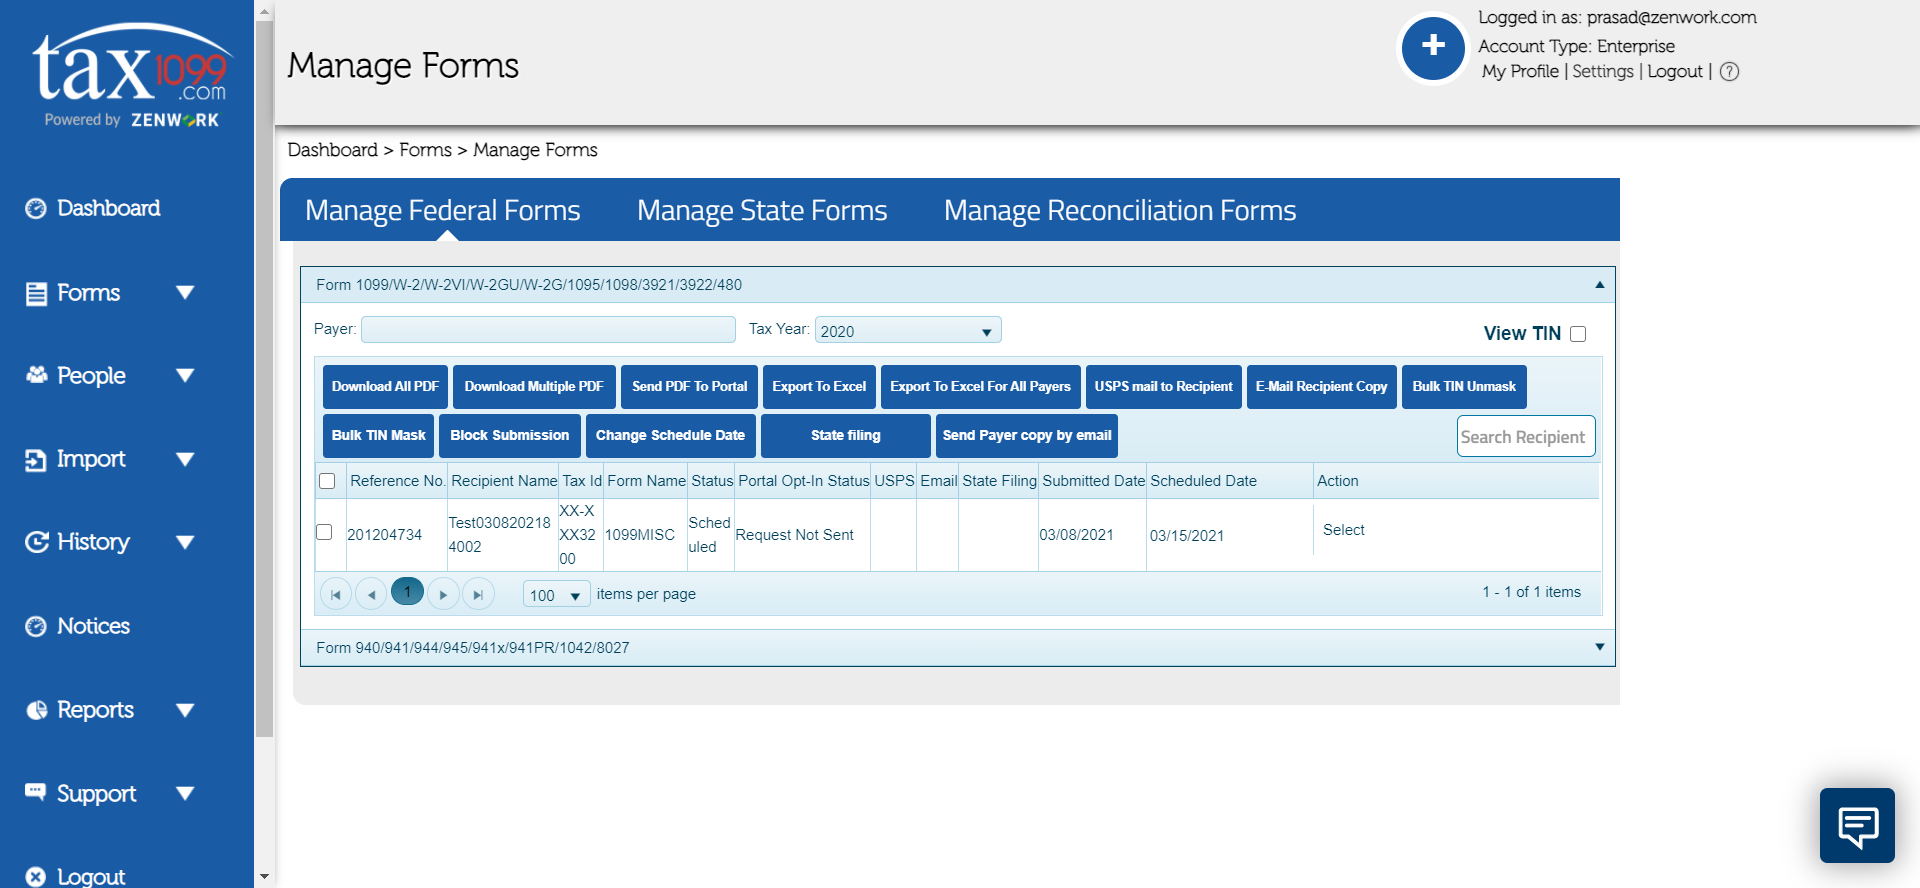 tax1099
.com
Powered by ZENWORK
Dashboard
Forms
People
Import
History
Notices
Reports
Support
Logout
Manage Forms
+
Logged in as: prasad@zenwork.com
Account Type: Enterprise
My Profile | Settings | Logout | ?
Dashboard > Forms > Manage Forms
Manage Federal Forms Manage State Forms Manage Reconciliation Forms
Form 1099/W-2/W-2VI/W-2GU/W-2G/1095/1098/3921/3922/480
Payer: Tax Year: 2020 View TIN
Download All PDF Download Multiple PDF Send PDF To Portal Export To Excel Export To Excel For All Payers USPS mail to Recipient E-Mail Recipient Copy Bulk TIN Unmask
Bulk TIN Mask Block Submission Change Schedule Date State filing Send Payer copy by email Search Recipient
Reference No. Recipient Name Tax Id Form Name Status Portal Opt-In Status USPS Email State Filing Submitted Date Scheduled Date Action
201204734
Test030820218
4002
XX-X
XX32
00
1099MISC
Sched
uled
Request Not Sent
03/08/2021
03/15/2021
Select
1 100 items per page 1 - 1 of 1 items
Form 940/941/944/945/941x/941PR/1042/8027